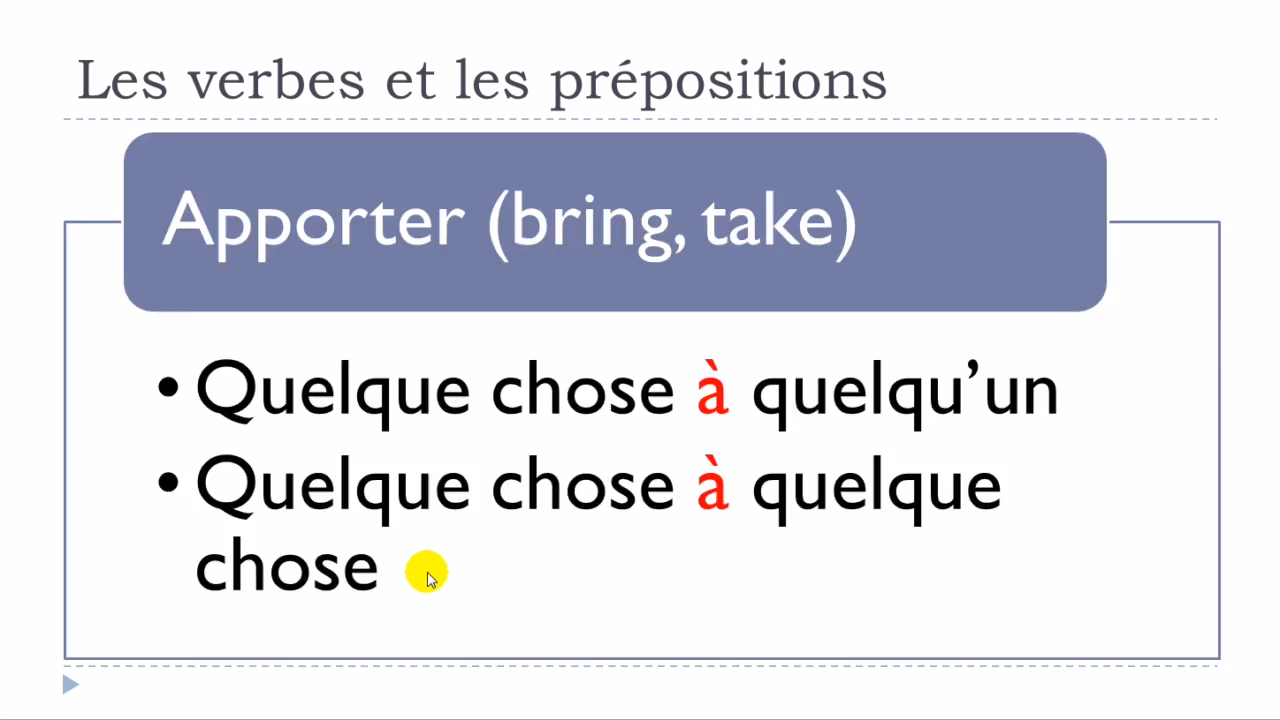 Les verbes et les prépositions
Apporter (bring, take)
• Quelque chose à quelqu’un
• Quelque chose à quelque
chose